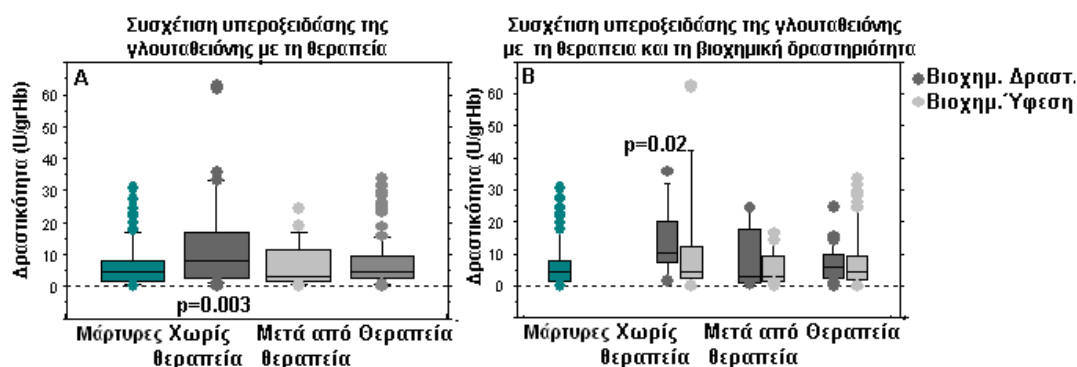 Συσχέτιση υπεροξειδάσης της
γλουταθειόνης με τη θεραπεία
A
Δραστικότητα (U/grHb)
60
50
40
30
20
10
0
p=0.003
Μάρτυρες Χωρίς θεραπεία
Μετά από θεραπεία
Θεραπεία
Συσχέτιση υπεροξειδάσης της γλουταθειόνης
με τη θεραπεια και τη βιοχημική δραστηριότητα
B
Δραστικότητα (U/grHb)
60
50
40
30
20
10
0
p=0.02
Μάρτυρες Χωρίς θεραπεία
Μετά από θεραπεία
Θεραπεία
Βιοχημ. Δραστ.
Βιοχημ.Ύφεση